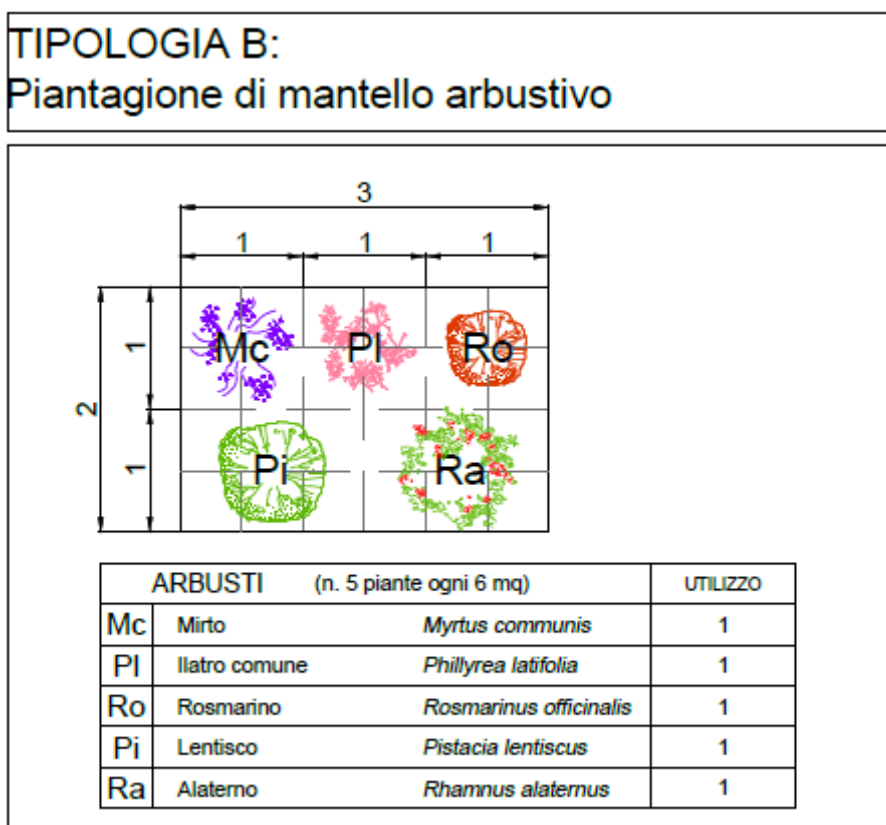 TIPOLOGIA B:
Piantagione di mantello arbustivo
3
1 1 1
1
2
1
Mc Pl Ro
Pi Ra
ARBUSTI (n. 5 piante ogni 6 mq) UTILIZZO
Mc Mirto Myrtus communis 1
Pl Ilatro comune Phillyrea latifolia 1
Ro Rosmarino Rosmarinus officinalis 1
Pi Lentisco Pistacia lentiscus 1
Ra Alaterno Rhamnus alaternus 1